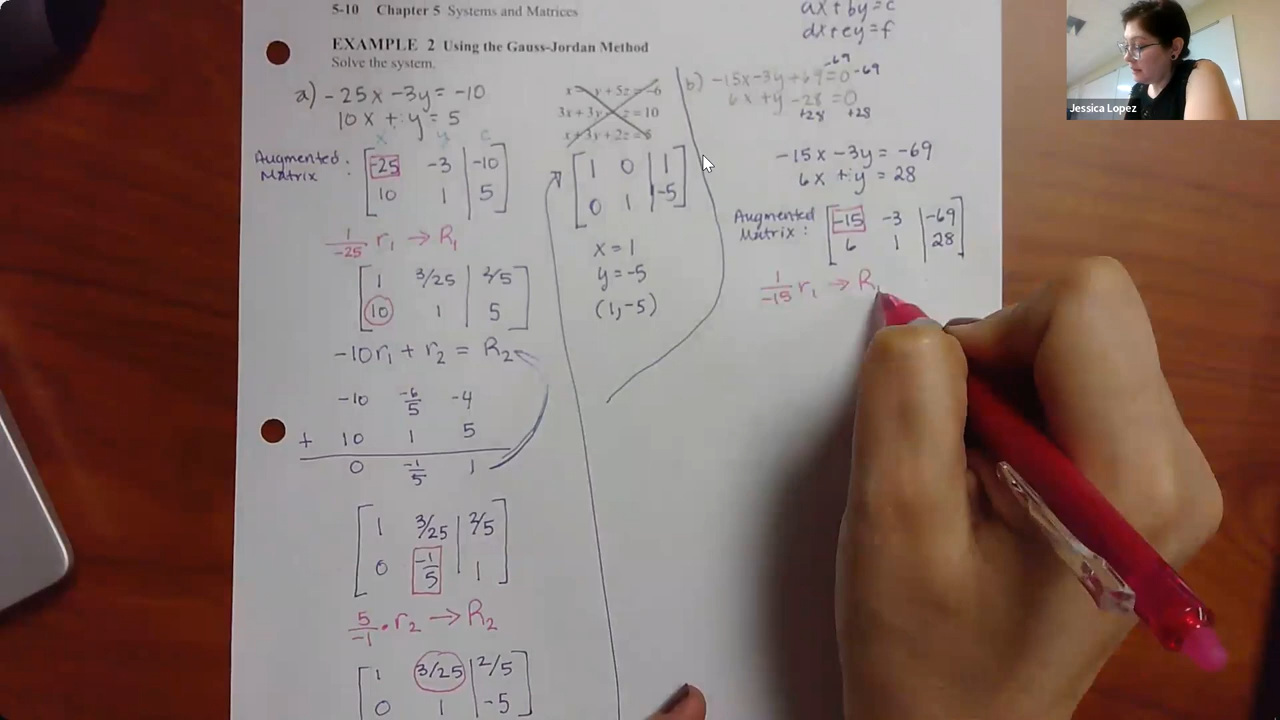 5-10 Chapter 5 Systems and Matrices
EXAMPLE 2 Using the Gauss-Jordan Method
Solve the system.
a) -25x -3y = -10
10x + y = 5
x y c
Augmented Matrix : [-25 -3 | -10
10 1 | 5]
1/-25 r₁ → R₁
[1 3/25 | 2/5
10 1 | 5]
-10r₁ + r₂ = R₂
-10 -6/5 -4
+ 10 1 5
0 -1/5 1
[1 3/25 | 2/5
0 -1/5 | 1]
5/-1 • r₂ → R₂
[1 3/25 | 2/5
0 1 | -5
y + 5z = -6
3x + 3y z = 10
x + 3y + 2z =
[1 0 | 1
0 1 | -5]
x = 1
y = -5
(1,-5)
ax + by = c
dx + ey = f
b) -15x -3y + 69 = 0
-69 -69
6x + y - 28 = 0
+28 +28
-15x -3y = -69
6x + y = 28
Augmented Matrix : [-15 -3 | -69
6 1 | 28]
1/-15 r₁ → R₁
Jessica Lopez